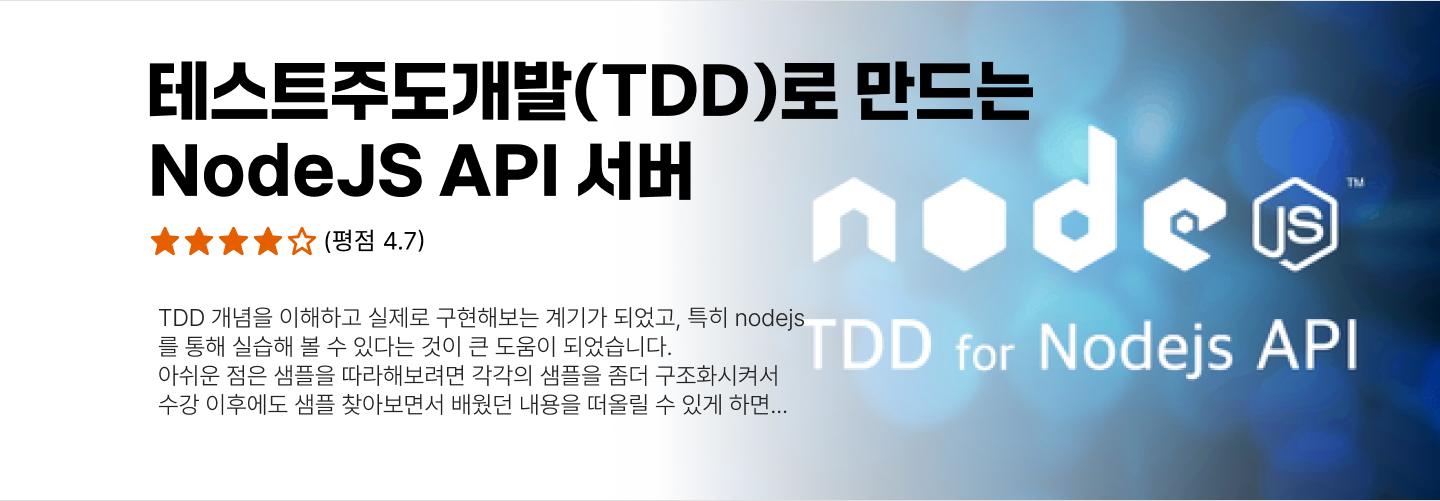 테스트주도개발(TDD)로 만드는
NodeJS API 서버
(평점 4.7)
TDD 개념을 이해하고 실제로 구현해보는 계기가 되었고, 특히 nodejs
를 통해 실습해 볼 수 있다는 것이 큰 도움이 되었습니다.
아쉬운 점은 샘플을 따라해보려면 각각의 샘플을 좀더 구조화시켜서
수강 이후에도 샘플 찾아보면서 배웠던 내용을 떠올릴 수 있게 하면...
node JS ™
TDD for Nodejs API